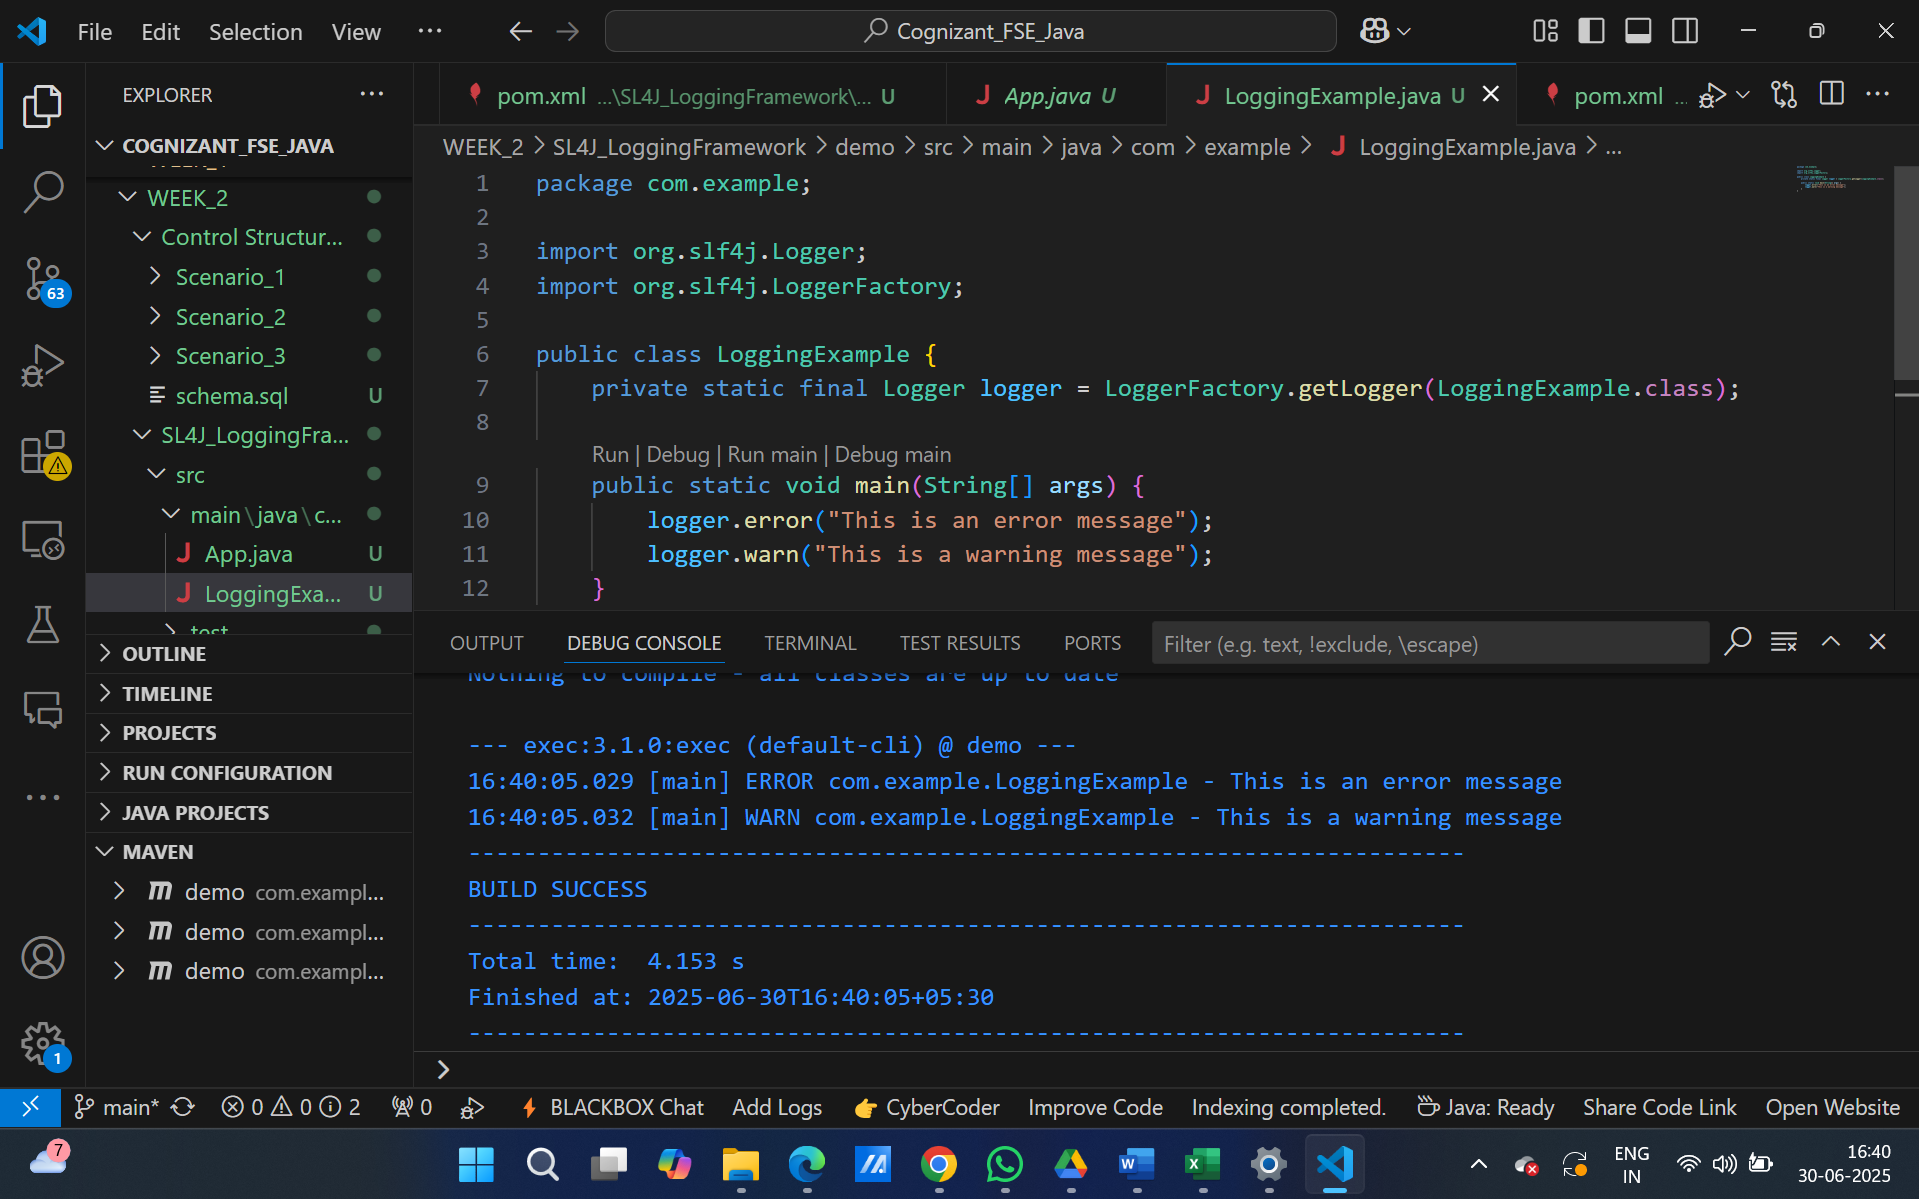 File Edit Selection View ...
Cognizant_FSE_Java
EXPLORER ...
COGNIZANT_FSE_JAVA
WEEK_2
Control Structur...
Scenario_1
Scenario_2
Scenario_3
schema.sql U
SL4J_LoggingFra...
src
main\java\c...
App.java U
LoggingExa... U
test
OUTLINE
TIMELINE
PROJECTS
RUN CONFIGURATION
JAVA PROJECTS
MAVEN
demo com.exampl...
demo com.exampl...
demo com.exampl...
63
1
pom.xml ...\SL4J_LoggingFramework\... U
App.java U
LoggingExample.java U
pom.xml ...
WEEK_2 > SL4J_LoggingFramework > demo > src > main > java > com > example > LoggingExample.java > ...
1 package com.example;
2
3 import org.slf4j.Logger;
4 import org.slf4j.LoggerFactory;
5
6 public class LoggingExample {
7 private static final Logger logger = LoggerFactory.getLogger(LoggingExample.class);
8
Run | Debug | Run main | Debug main
9 public static void main(String[] args) {
10 logger.error("This is an error message");
11 logger.warn("This is a warning message");
12 }
OUTPUT DEBUG CONSOLE TERMINAL TEST RESULTS PORTS Filter (e.g. text, !exclude, \escape)
Nothing to compile - all classes are up to date
--- exec:3.1.0:exec (default-cli) @ demo ---
16:40:05.029 [main] ERROR com.example.LoggingExample - This is an error message
16:40:05.032 [main] WARN com.example.LoggingExample - This is a warning message
------------------------------------------------------------------------
BUILD SUCCESS
------------------------------------------------------------------------
Total time:  4.153 s
Finished at: 2025-06-30T16:40:05+05:30
------------------------------------------------------------------------
main* 0 0 2 0 BLACKBOX Chat Add Logs CyberCoder Improve Code Indexing completed. Java: Ready Share Code Link Open Website
7
ENG
IN
16:40
30-06-2025